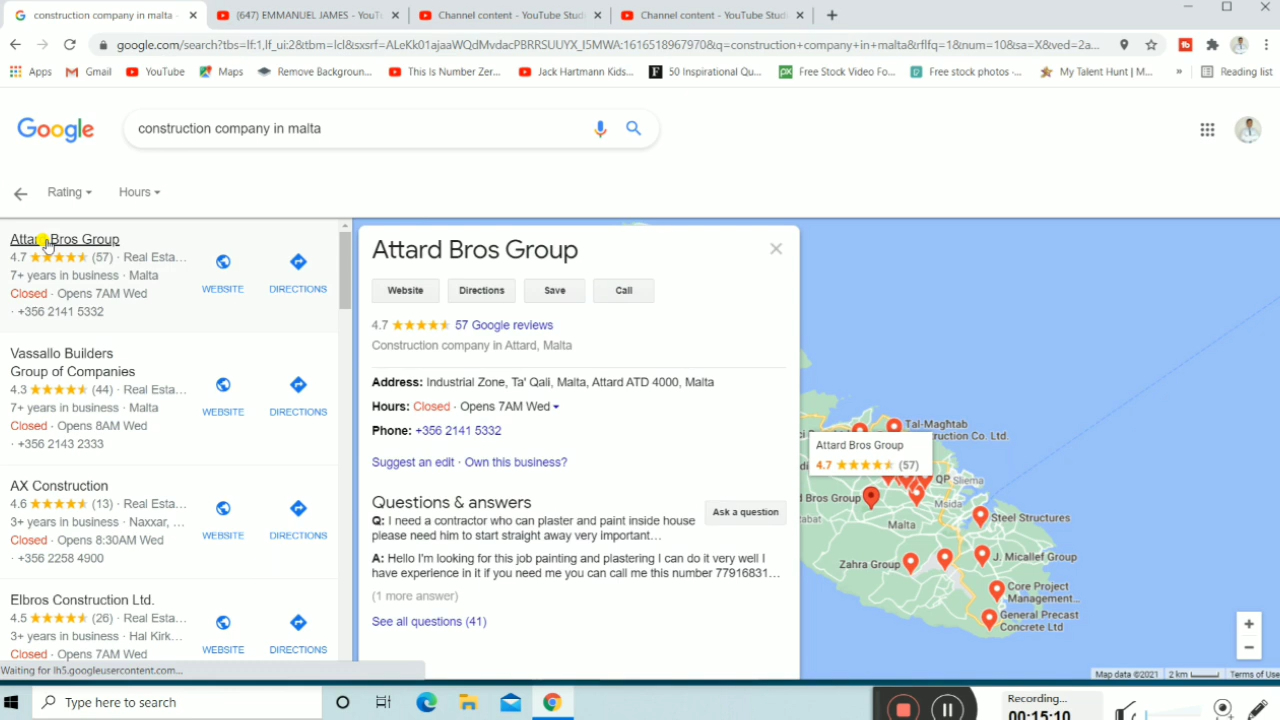 construction company in malta -
(647) EMMANUEL JAMES - YouT
Channel content - YouTube Stud
Channel content - YouTube Stud
google.com/search?tbs=lf:1,lf_ui:2&tbm=lcl&sxsrf=ALeKk01ajaaWQdMvdacPBRRSUUYX_I5MWA:1616518967970&q=construction+company+in+malta&rflfq=1&num=10&sa=X&ved=2a...
Apps
Gmail
YouTube
Maps
Remove Backgroun...
This Is Number Zer...
Jack Hartmann Kids...
50 Inspirational Qu...
Free Stock Video Fo...
Free stock photos ·...
My Talent Hunt | M...
»
Reading list
Google
construction company in malta
Rating
Hours
Attard Bros Group
4.7 (57) · Real Esta...
7+ years in business · Malta
Closed · Opens 7AM Wed
· +356 2141 5332
WEBSITE
DIRECTIONS
Vassallo Builders
Group of Companies
4.3 (44) · Real Esta...
7+ years in business · Malta
Closed · Opens 8AM Wed
· +356 2143 2333
WEBSITE
DIRECTIONS
AX Construction
4.6 (13) · Real Esta...
3+ years in business · Naxxar, ...
Closed · Opens 8:30AM Wed
· +356 2258 4900
WEBSITE
DIRECTIONS
Elbros Construction Ltd.
4.5 (26) · Real Esta...
3+ years in business · Hal Kirk...
Closed · Opens 7AM Wed
WEBSITE
DIRECTIONS
Waiting for lh5.googleusercontent.com...
Attard Bros Group
Website
Directions
Save
Call
4.7 57 Google reviews
Construction company in Attard, Malta
Address: Industrial Zone, Ta' Qali, Malta, Attard ATD 4000, Malta
Hours: Closed · Opens 7AM Wed
Phone: +356 2141 5332
Suggest an edit · Own this business?
Questions & answers
Ask a question
Q: I need a contractor who can plaster and paint inside house
please need him to start straight away very important...
A: Hello I'm looking for this job painting and plastering I can do it very well I
have experience in it if you need me you can call me this number 77916831...
(1 more answer)
See all questions (41)
Tal-Magħtab
ruction Co. Ltd.
Attard Bros Group
4.7 (57)
QP
Sliema
d Bros Group
Msida
abat
Malta
Steel Structures
J. Micallef Group
Zahra Group
Core Project
Management...
General Precast
Concrete Ltd
+
−
Map data ©2021
2 km
Terms of Use
Type here to search
Recording...
00:15:10